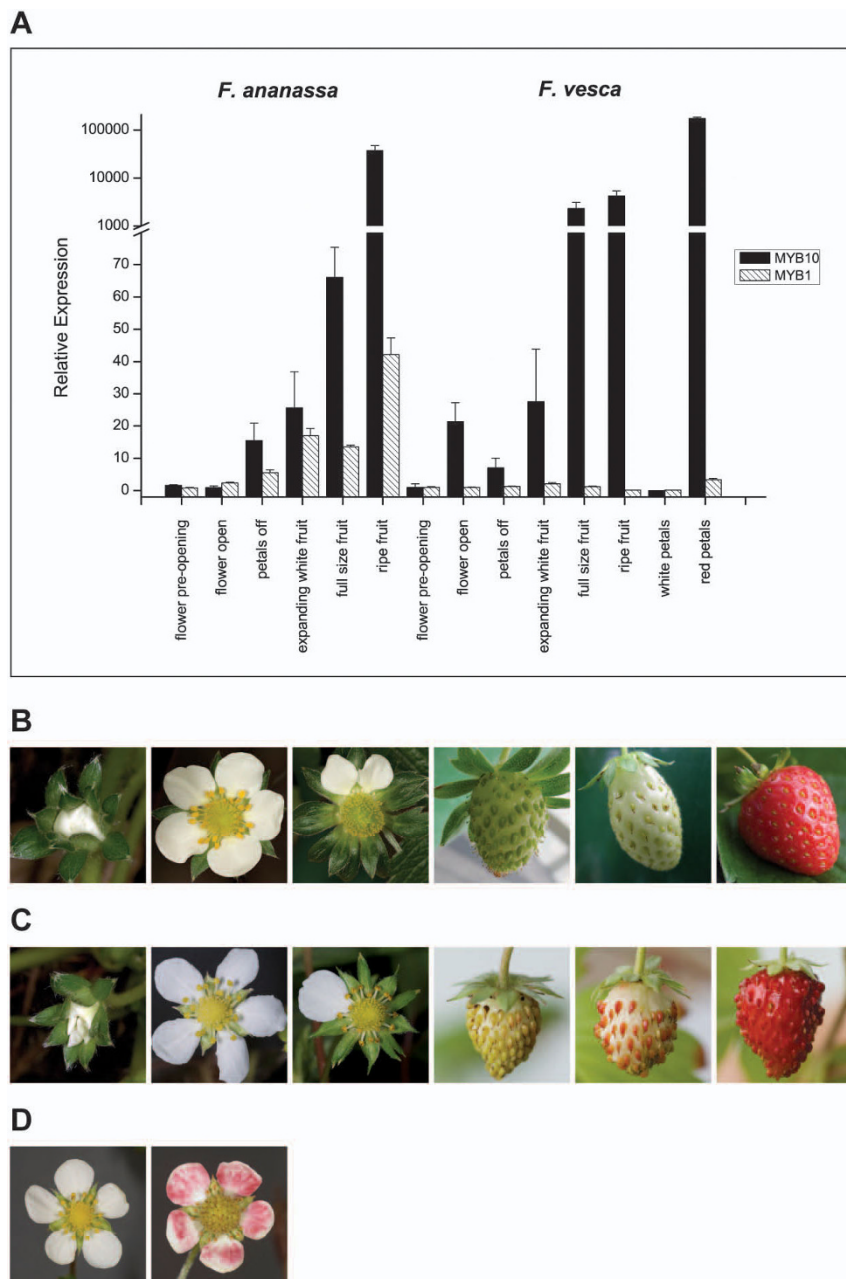 A
F. ananassa
F. vesca
100000
10000
1000
70
60
50
40
30
20
10
0
Relative Expression
MYB10
MYB1
flower pre-opening
flower open
petals off
expanding white fruit
full size fruit
ripe fruit
flower pre-opening
flower open
petals off
expanding white fruit
full size fruit
ripe fruit
white petals
red petals
B
C
D